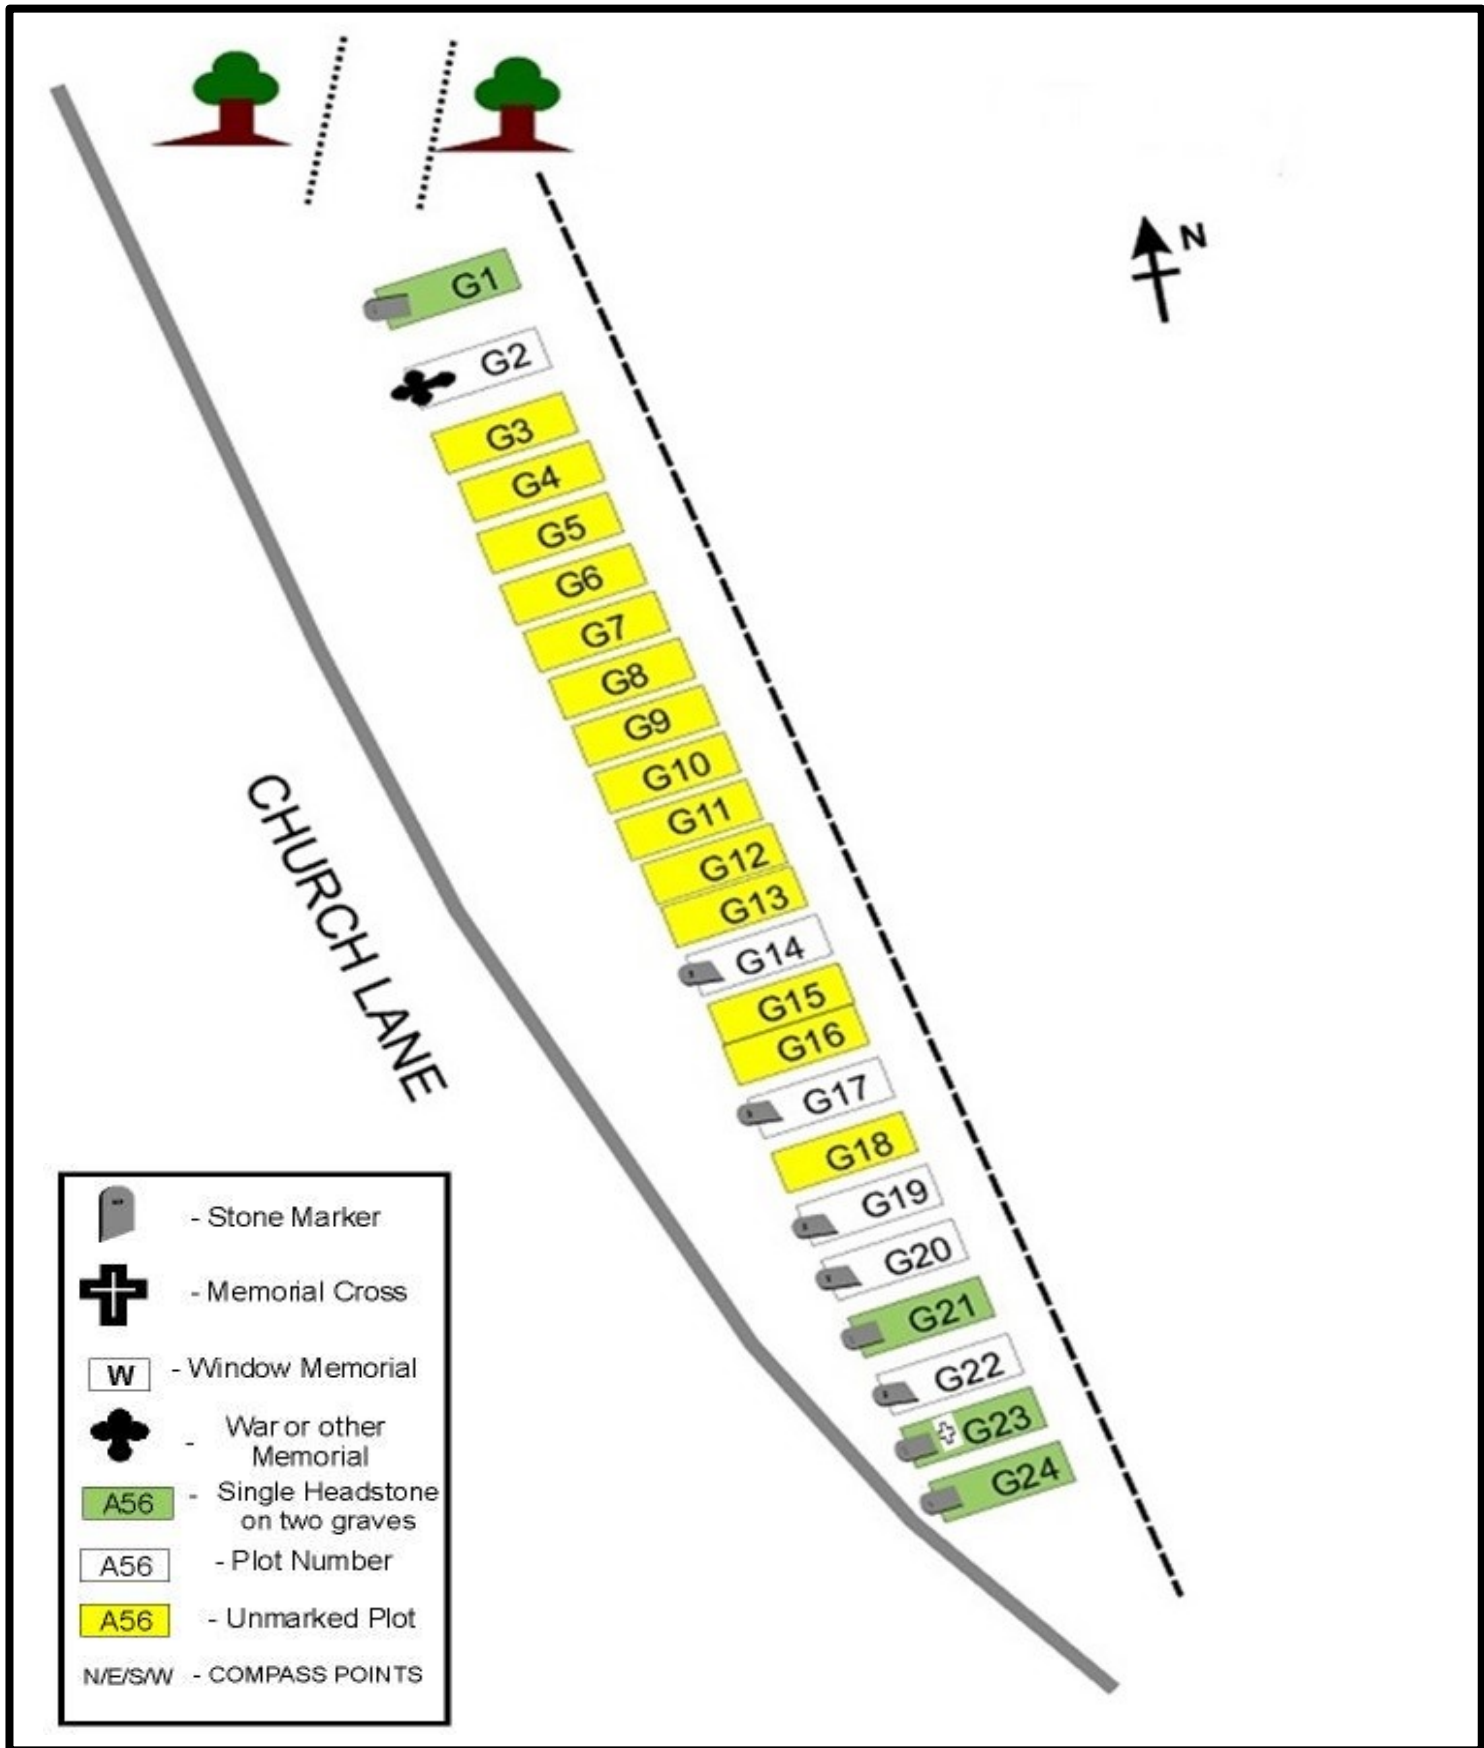 N
G1
G2
G3
G4
G5
G6
G7
G8
G9
G10
G11
G12
G13
G14
G15
G16
G17
G18
G19
G20
G21
G22
G23
G24
CHURCH LANE
- Stone Marker
- Memorial Cross
W - Window Memorial
- War or other
Memorial
A56 - Single Headstone
on two graves
A56 - Plot Number
A56 - Unmarked Plot
N/E/S/W - COMPASS POINTS